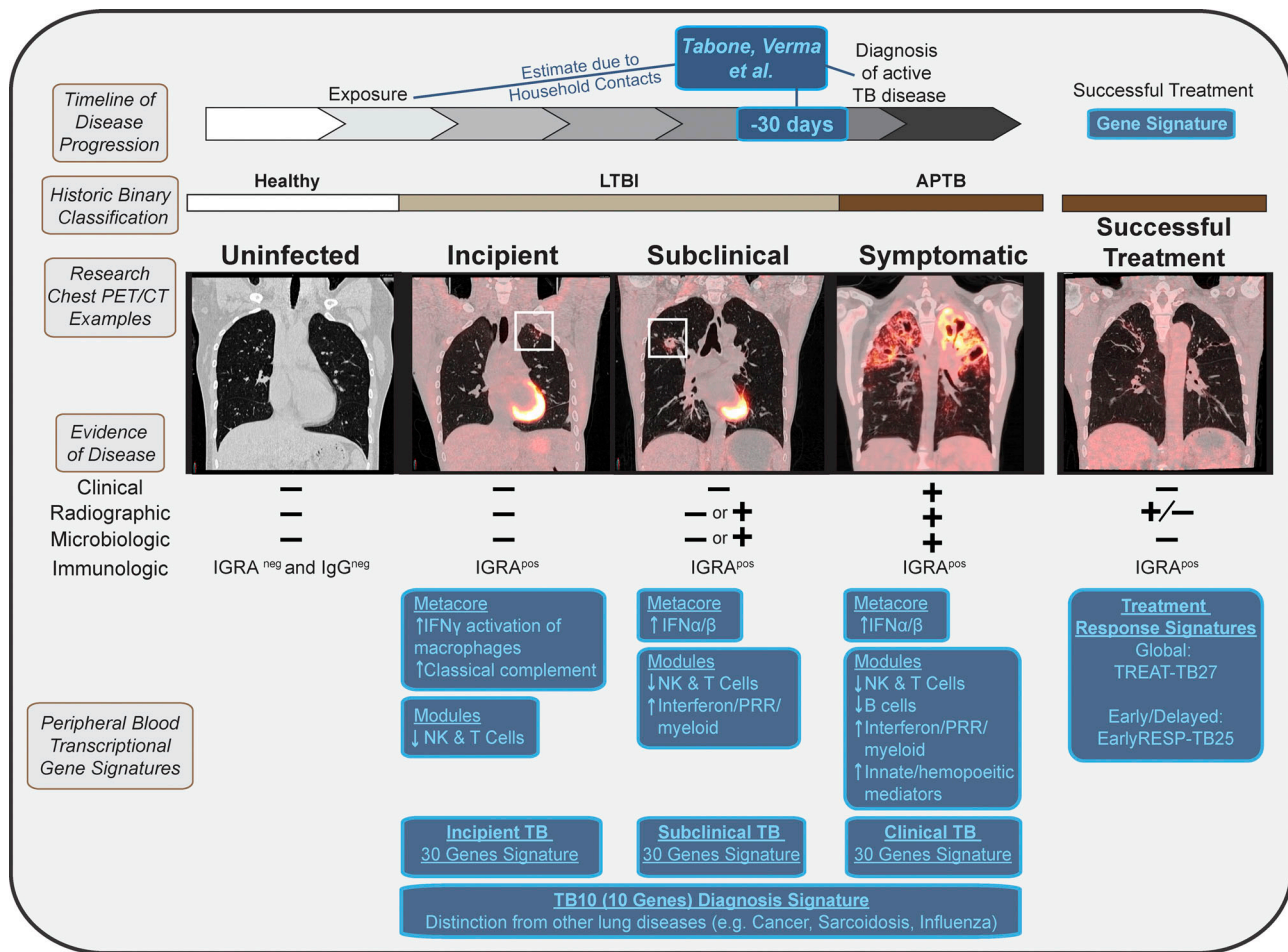 Timeline of
Disease
Progression
Exposure
Estimate due to
Household Contacts
Tabone, Verma
et al.
Diagnosis
of active
TB disease
-30 days
Successful Treatment
Gene Signature
Historic Binary
Classification
Healthy
LTBI
APTB
Research
Chest PET/CT
Examples
Uninfected
Incipient
Subclinical
Symptomatic
Successful
Treatment
Evidence
of Disease
Clinical
– – – + –
Radiographic
– – – or + + +/–
Microbiologic
– – – or + + –
Immunologic
IGRA neg and IgGneg
IGRApos
IGRApos
IGRApos
IGRApos
Peripheral Blood
Transcriptional
Gene Signatures
Metacore
↑IFNγ activation of
macrophages
↑Classical complement
Modules
↓ NK & T Cells
Metacore
↑ IFNα/β
Modules
↓NK & T Cells
↑Interferon/PRR/
myeloid
Metacore
↑IFNα/β
Modules
↓NK & T Cells
↓B cells
↑Interferon/PRR/
myeloid
↑Innate/hemopoeitic
mediators
Treatment
Response Signatures
Global:
TREAT-TB27
Early/Delayed:
EarlyRESP-TB25
Incipient TB
30 Genes Signature
Subclinical TB
30 Genes Signature
Clinical TB
30 Genes Signature
TB10 (10 Genes) Diagnosis Signature
Distinction from other lung diseases (e.g. Cancer, Sarcoidosis, Influenza)